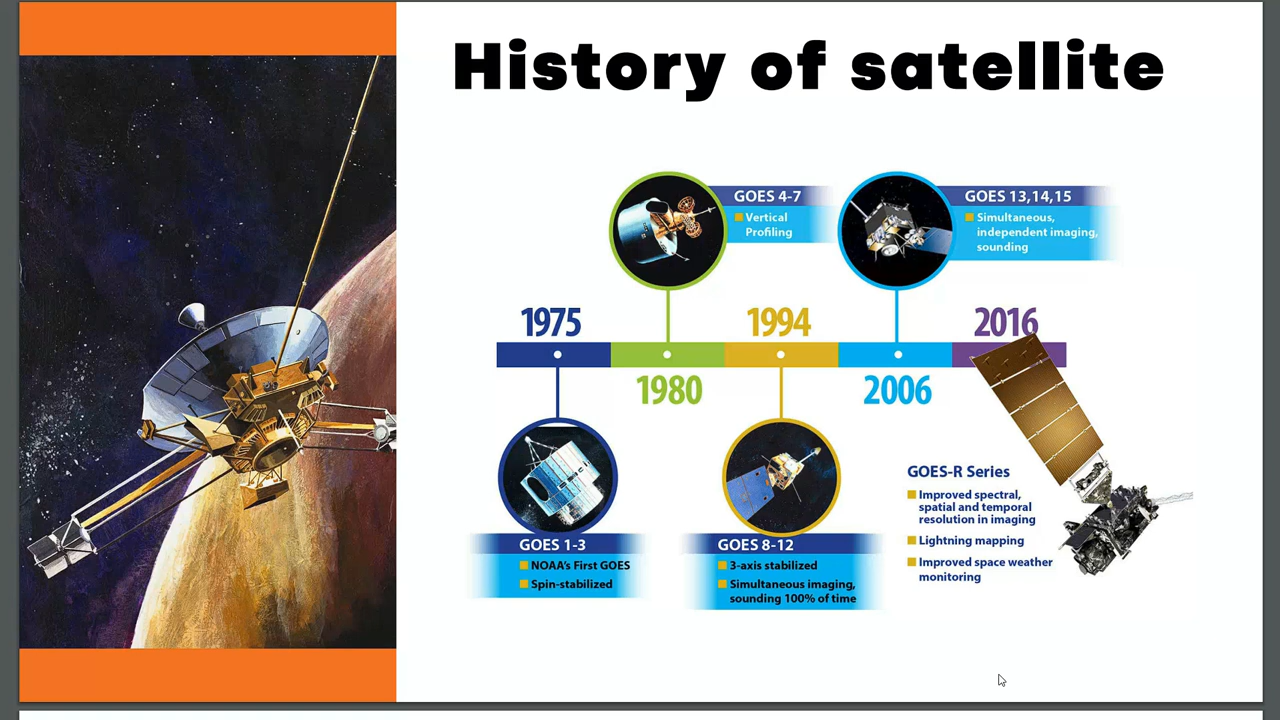 History of satellite
GOES 4-7
Vertical
Profiling
GOES 13,14,15
Simultaneous,
independent imaging,
sounding
1975
1994
2016
1980
2006
GOES 1-3
NOAA's First GOES
Spin-stabilized
GOES 8-12
3-axis stabilized
Simultaneous imaging,
sounding 100% of time
GOES-R Series
Improved spectral,
spatial and temporal
resolution in imaging
Lightning mapping
Improved space weather
monitoring